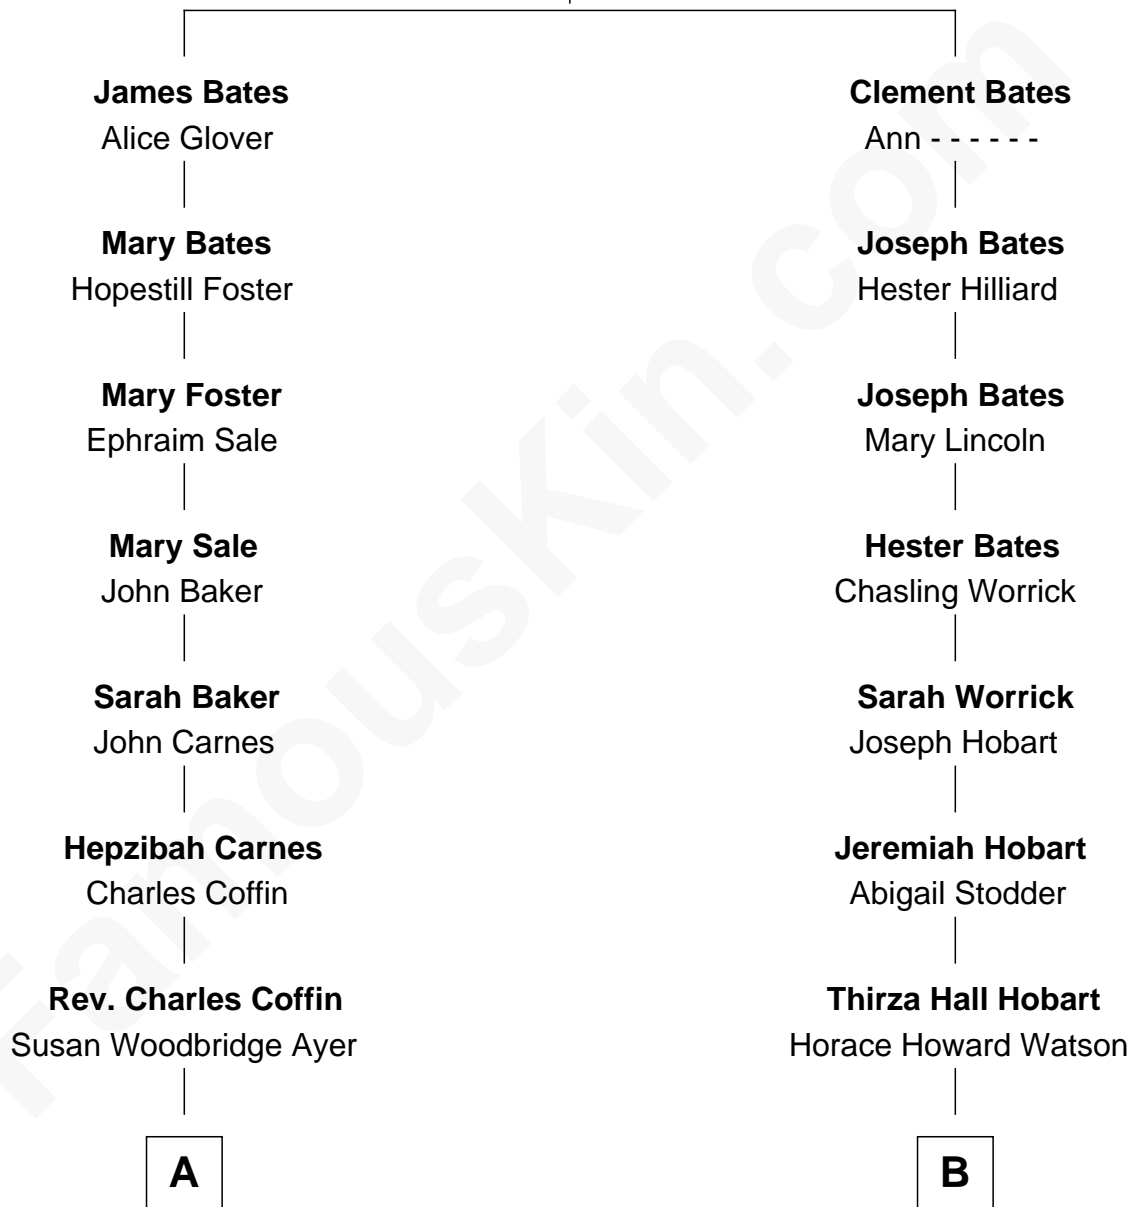 James Bates
Alice Glover
Mary Bates
Hopestill Foster
Mary Foster
Ephraim Sale
Mary Sale
John Baker
Sarah Baker
John Carnes
Hepzibah Carnes
Charles Coffin
Rev. Charles Coffin
Susan Woodbridge Ayer
A
Clement Bates
Ann - - - - - -
Joseph Bates
Hester Hilliard
Joseph Bates
Mary Lincoln
Hester Bates
Chasling Worrick
Sarah Worrick
Joseph Hobart
Jeremiah Hobart
Abigail Stodder
Thirza Hall Hobart
Horace Howard Watson
B
FamousKin.com